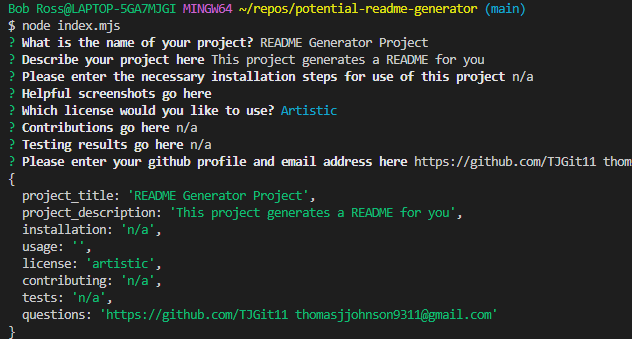 Bob Ross@LAPTOP-5GA7MJGI MINGW64 ~/repos/potential-readme-generator (main)
$ node index.mjs
? What is the name of your project? README Generator Project
? Describe your project here This project generates a README for you
? Please enter the necessary installation steps for use of this project n/a
? Helpful screenshots go here
? Which license would you like to use? Artistic
? Contributions go here n/a
? Testing results go here n/a
? Please enter your github profile and email address here https://github.com/TJGit11 thom
{
  project_title: 'README Generator Project',
  project_description: 'This project generates a README for you',
  installation: 'n/a',
  usage: '',
  license: 'artistic',
  contributing: 'n/a',
  tests: 'n/a',
  questions: 'https://github.com/TJGit11 thomasjjohnson9311@gmail.com'
}